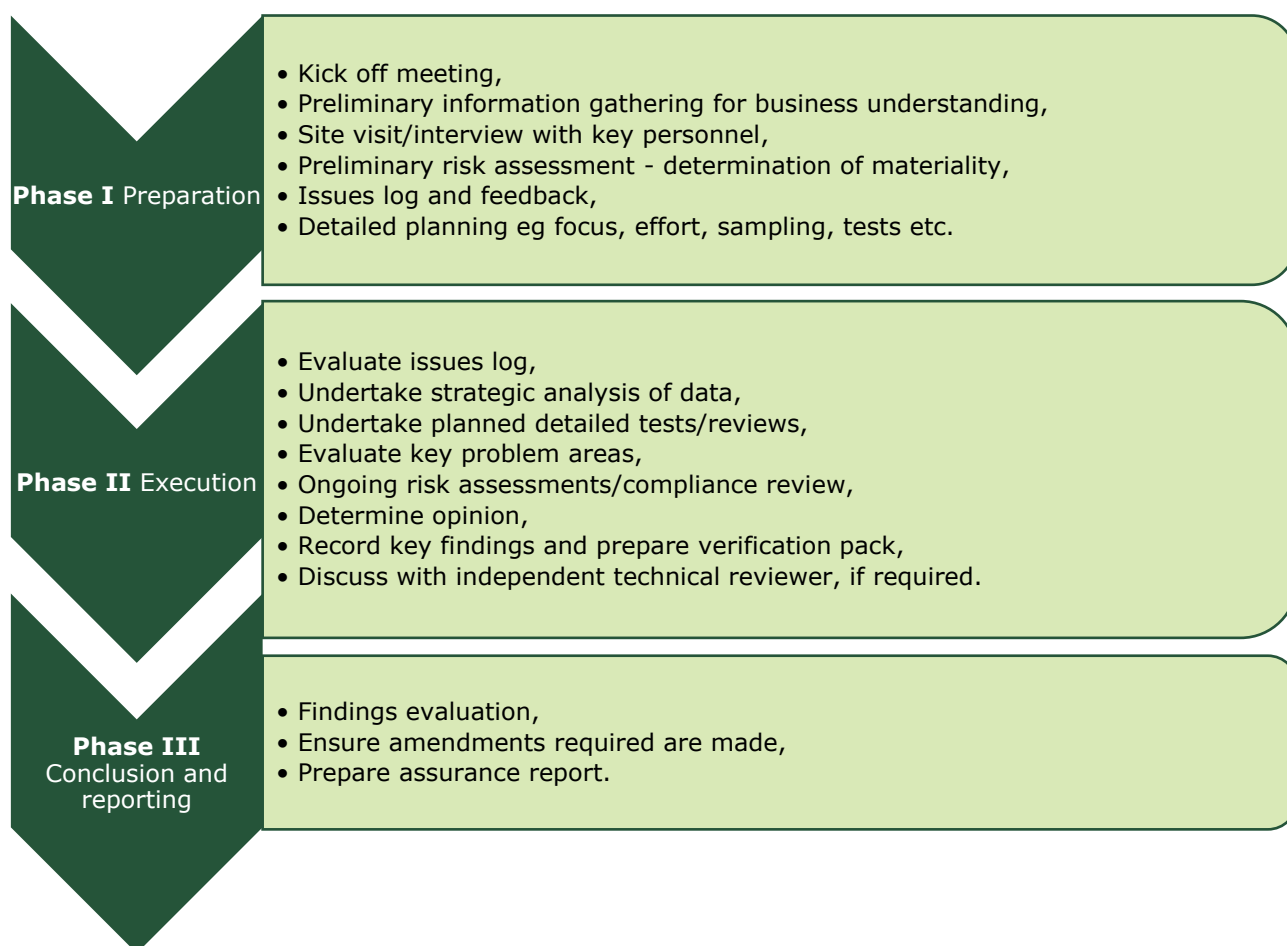 Phase I Preparation
• Kick off meeting,
• Preliminary information gathering for business understanding,
• Site visit/interview with key personnel,
• Preliminary risk assessment - determination of materiality,
• Issues log and feedback,
• Detailed planning eg focus, effort, sampling, tests etc.
Phase II Execution
• Evaluate issues log,
• Undertake strategic analysis of data,
• Undertake planned detailed tests/reviews,
• Evaluate key problem areas,
• Ongoing risk assessments/compliance review,
• Determine opinion,
• Record key findings and prepare verification pack,
• Discuss with independent technical reviewer, if required.
Phase III
Conclusion and
reporting
• Findings evaluation,
• Ensure amendments required are made,
• Prepare assurance report.